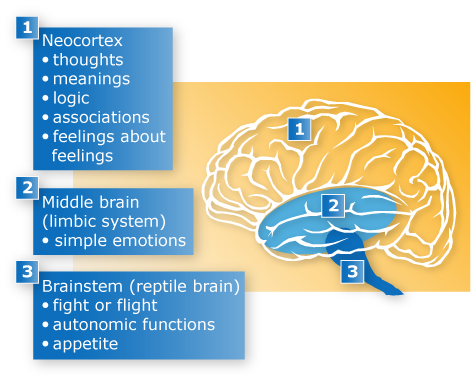 1
Neocortex
• thoughts
• meanings
• logic
• associations
• feelings about
feelings
2
Middle brain
(limbic system)
• simple emotions
3
Brainstem (reptile brain)
• fight or flight
• autonomic functions
• appetite
1
2
3